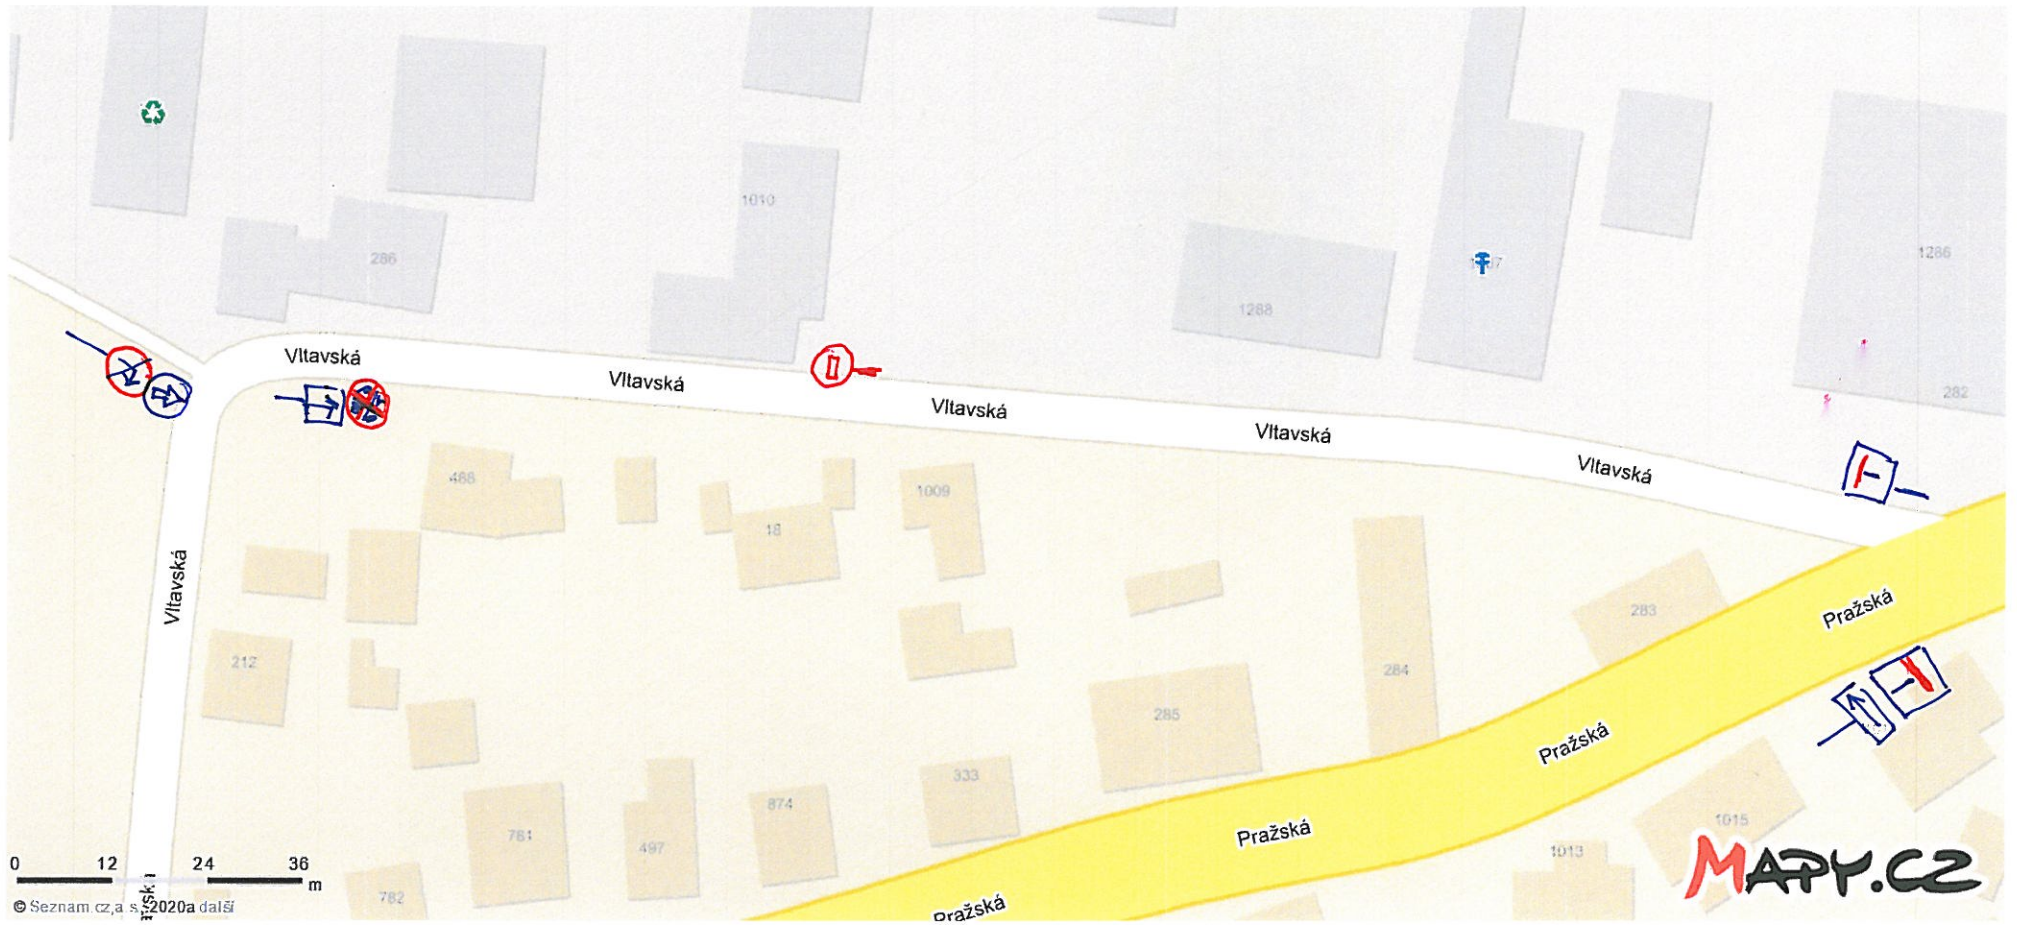 1010
286
1286
1288
282
Vltavská
Vltavská
Vltavská
Vltavská
Vltavská
488
1009
18
Vltavská
283
Pražská
212
284
285
Pražská
333
874
781
497
Pražská
1015
1013
MAPY.CZ
0 12 24 36
m
782
Pražská
© Seznam.cz, a.s., 2020 a další